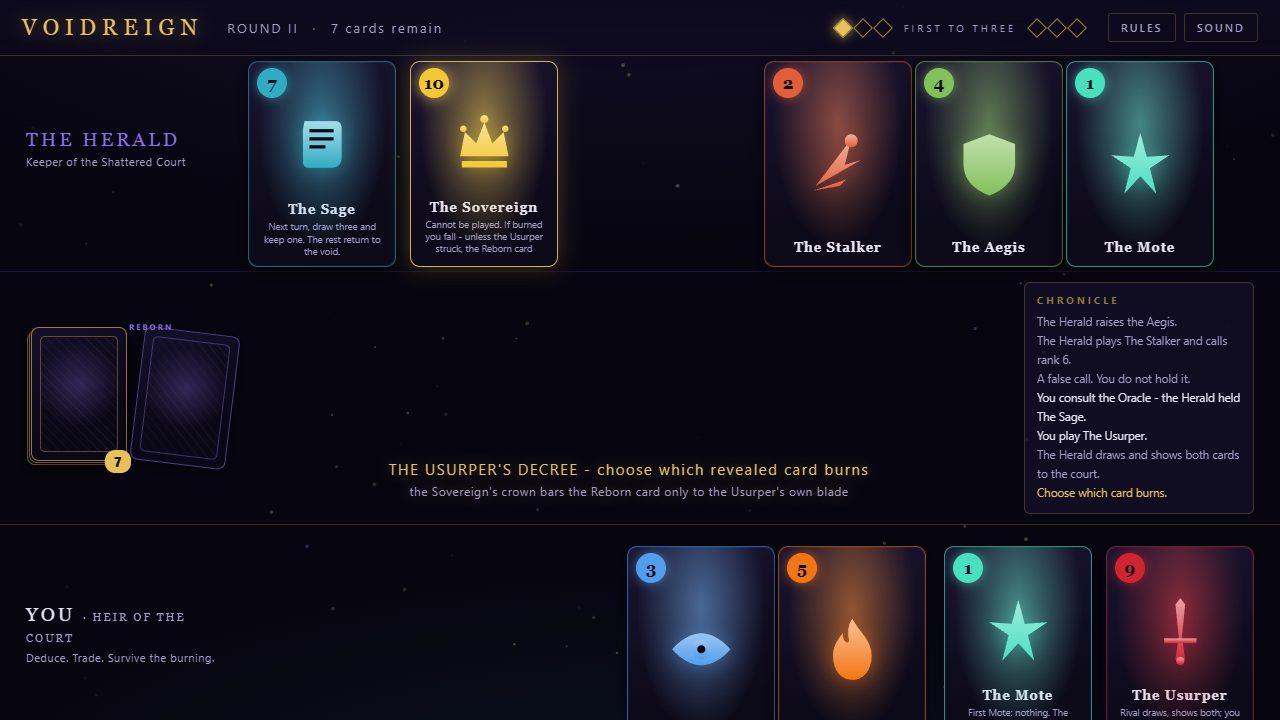 VOIDREIGN
ROUND II · 7 cards remain
FIRST TO THREE
RULES
SOUND
THE HERALD
Keeper of the Shattered Court
7
The Sage
Next turn, draw three and
keep one. The rest return to
the void.
10
The Sovereign
Cannot be played. If burned
you fall - unless the Usurper
struck, the Reborn card
2
The Stalker
4
The Aegis
1
The Mote
REBORN
7
THE USURPER'S DECREE - choose which revealed card burns
the Sovereign's crown bars the Reborn card only to the Usurper's own blade
CHRONICLE
The Herald raises the Aegis.
The Herald plays The Stalker and calls
rank 6.
A false call. You do not hold it.
You consult the Oracle - the Herald held
The Sage.
You play The Usurper.
The Herald draws and shows both cards
to the court.
Choose which card burns.
YOU · HEIR OF THE
COURT
Deduce. Trade. Survive the burning.
3
5
1
The Mote
First Mote: nothing. The
9
The Usurper
Rival draws, shows both; you